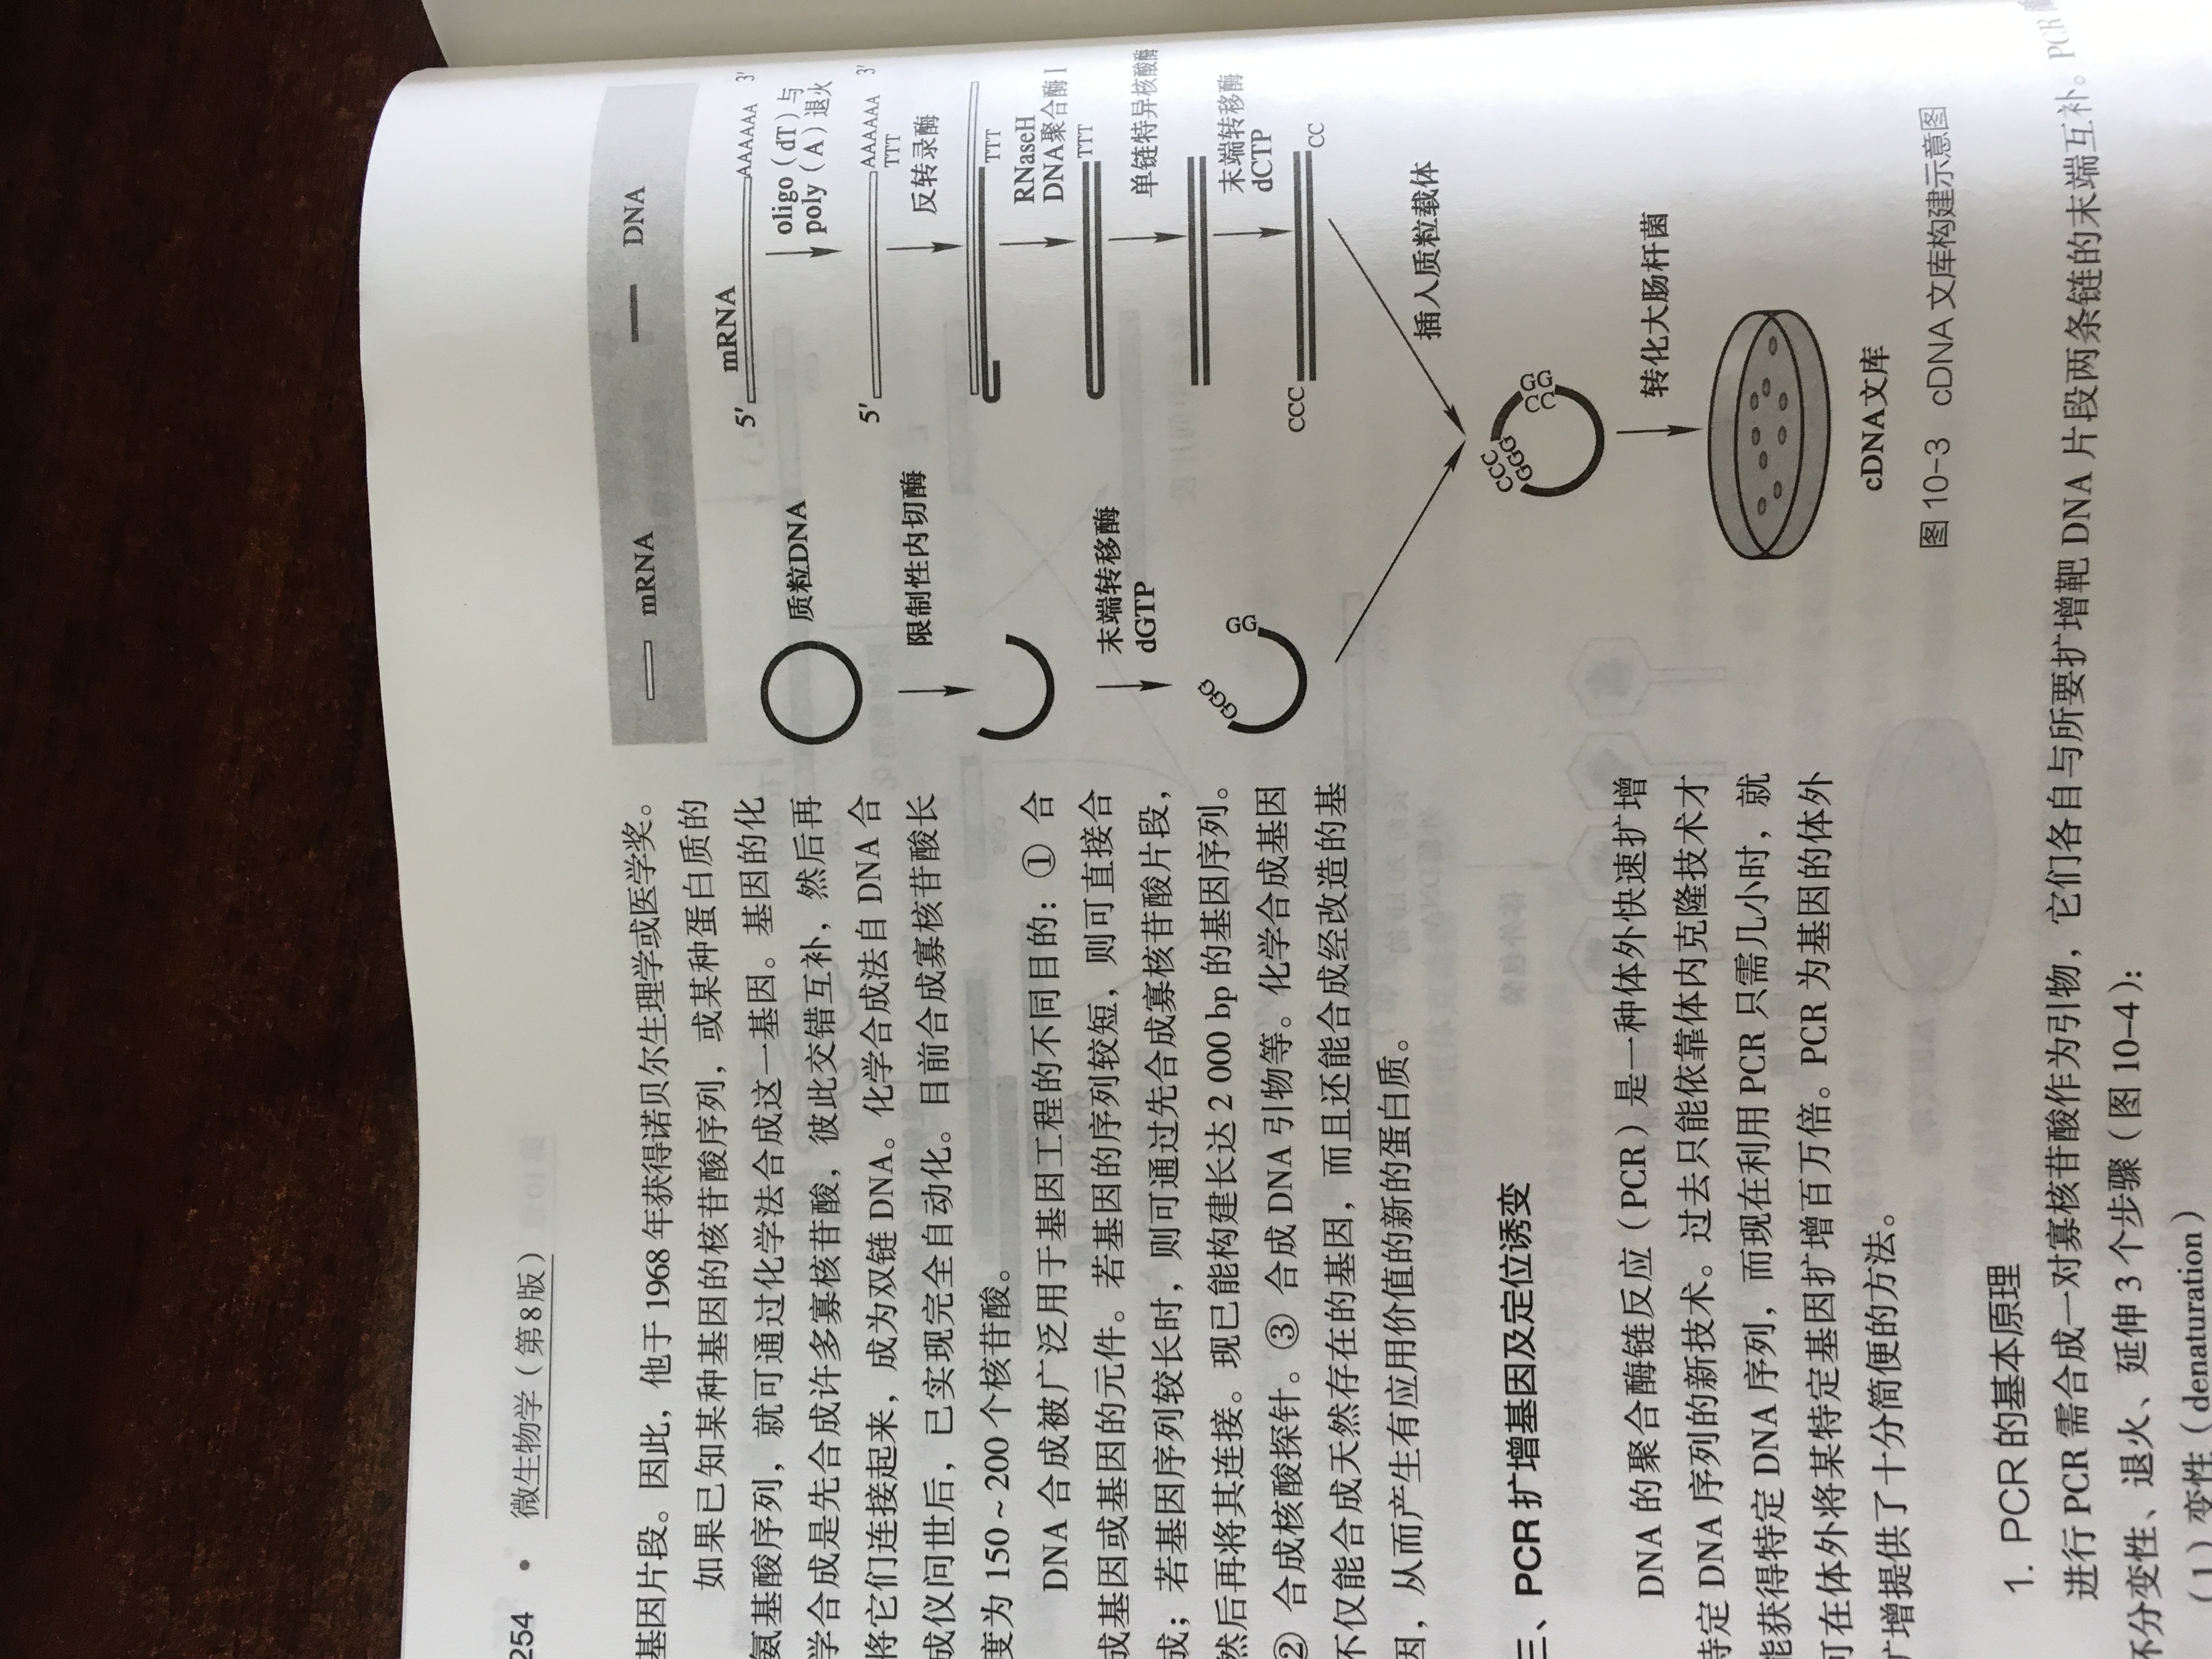 254 • 微生物学（第8版）
基因片段。因此，他于 1968 年获得诺贝尔生理学或医学奖。
如果已知某种基因的核苷酸序列，或某种蛋白质的
氨基酸序列，就可通过化学法合成这一基因。基因的化
学合成是先合成许多寡核苷酸，彼此交错互补，然后再
将它们连接起来，成为双链 DNA。化学合成法自 DNA 合
成仪问世后，已实现完全自动化。目前合成寡核苷酸长
度为 150 ~ 200 个核苷酸。
DNA 合成被广泛用于基因工程的不同目的：① 合
成基因或基因的元件。若基因的序列较短，则可直接合
成；若基因序列较长时，则可通过先合成寡核苷酸片段，
然后再将其连接。现已能构建长达 2 000 bp 的基因序列。
② 合成核酸探针。③ 合成 DNA 引物等。化学合成基因
不仅能合成天然存在的基因，而且还能合成经改造的基
因，从而产生有应用价值的新的蛋白质。
三、PCR 扩增基因及定位诱变
DNA 的聚合酶链反应（PCR）是一种体外快速扩增
特定 DNA 序列的新技术。过去只能依靠体内克隆技术才
能获得特定 DNA 序列，而现在利用 PCR 只需几小时，就
可在体外将某特定基因扩增百万倍。PCR 为基因的体外
扩增提供了十分简便的方法。
mRNA DNA
质粒DNA
限制性内切酶
末端转移酶
dGTP
GGG
GG
mRNA
5′ AAAAAA 3′
oligo（dT）与
poly（A）退火
5′ AAAAAA 3′
TTT
反转录酶
TTT
RNaseH
DNA聚合酶 I
TTT
单链特异核酸酶
末端转移酶
dCTP
CCC
CC
插入质粒载体
CCC
GGG
GG
CC
转化大肠杆菌
cDNA文库
图 10-3 cDNA 文库构建示意图
1. PCR 的基本原理
进行 PCR 需合成一对寡核苷酸作为引物，它们各自与所要扩增靶 DNA 片段两条链的末端互补。PCR
环分变性、退火、延伸 3 个步骤（图 10-4）：
（1）变性（denaturation）